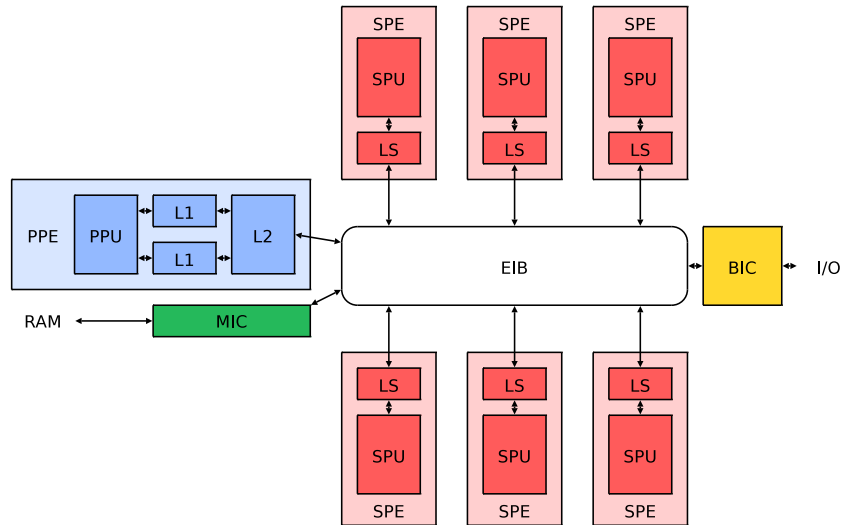 SPE SPE SPE
SPU SPU SPU
LS LS LS
PPE PPU L1 L2
L1
EIB BIC I/O
RAM MIC
LS LS LS
SPU SPU SPU
SPE SPE SPE